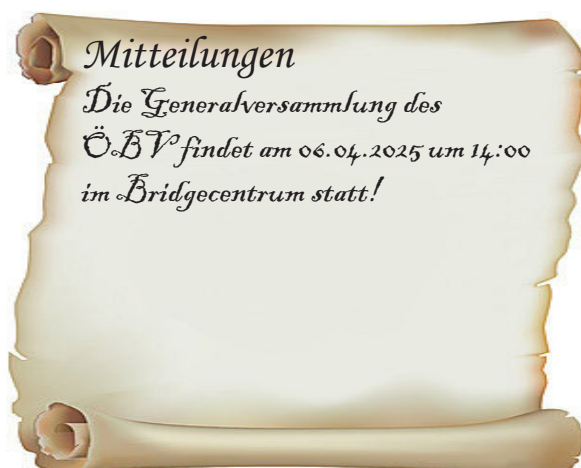 Mitteilungen
Die Generalversammlung des
ÖBV findet am 06.04.2025 um 14:00
im Bridgecentrum statt!